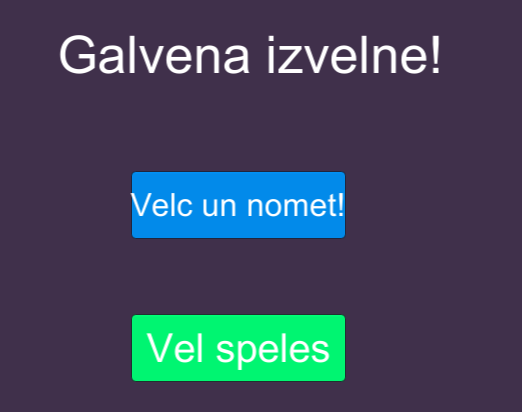 Galvena izvelne!
Velc un nomet!
Vel speles